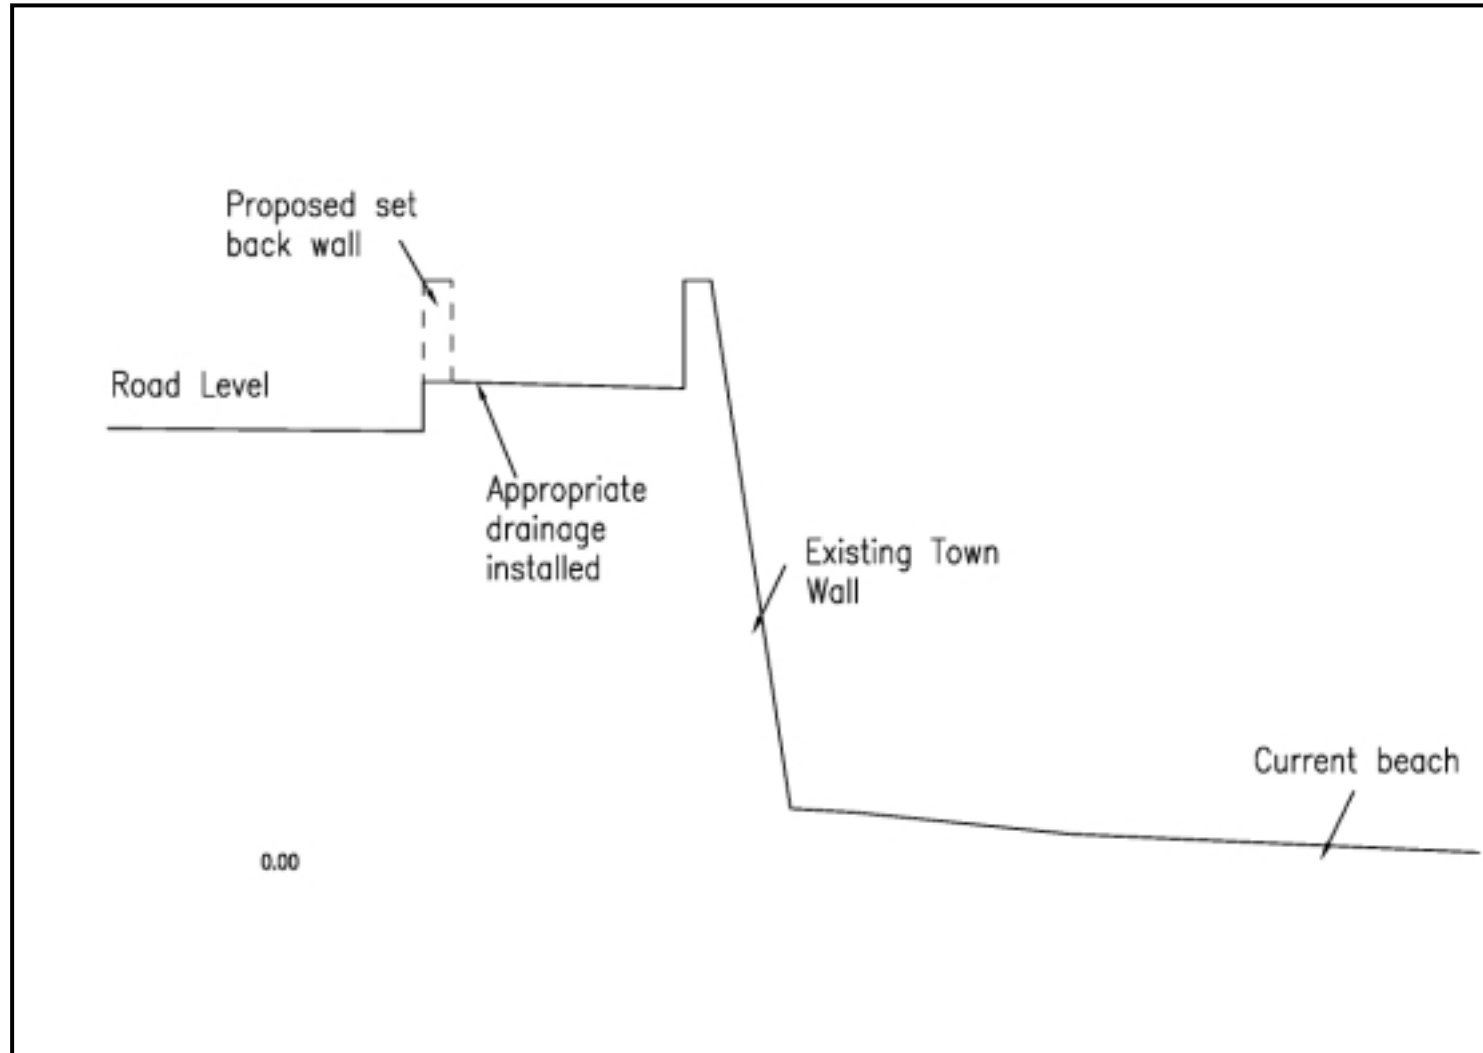 Proposed set
back wall
Road Level
Appropriate
drainage
installed
Existing Town
Wall
Current beach
0.00